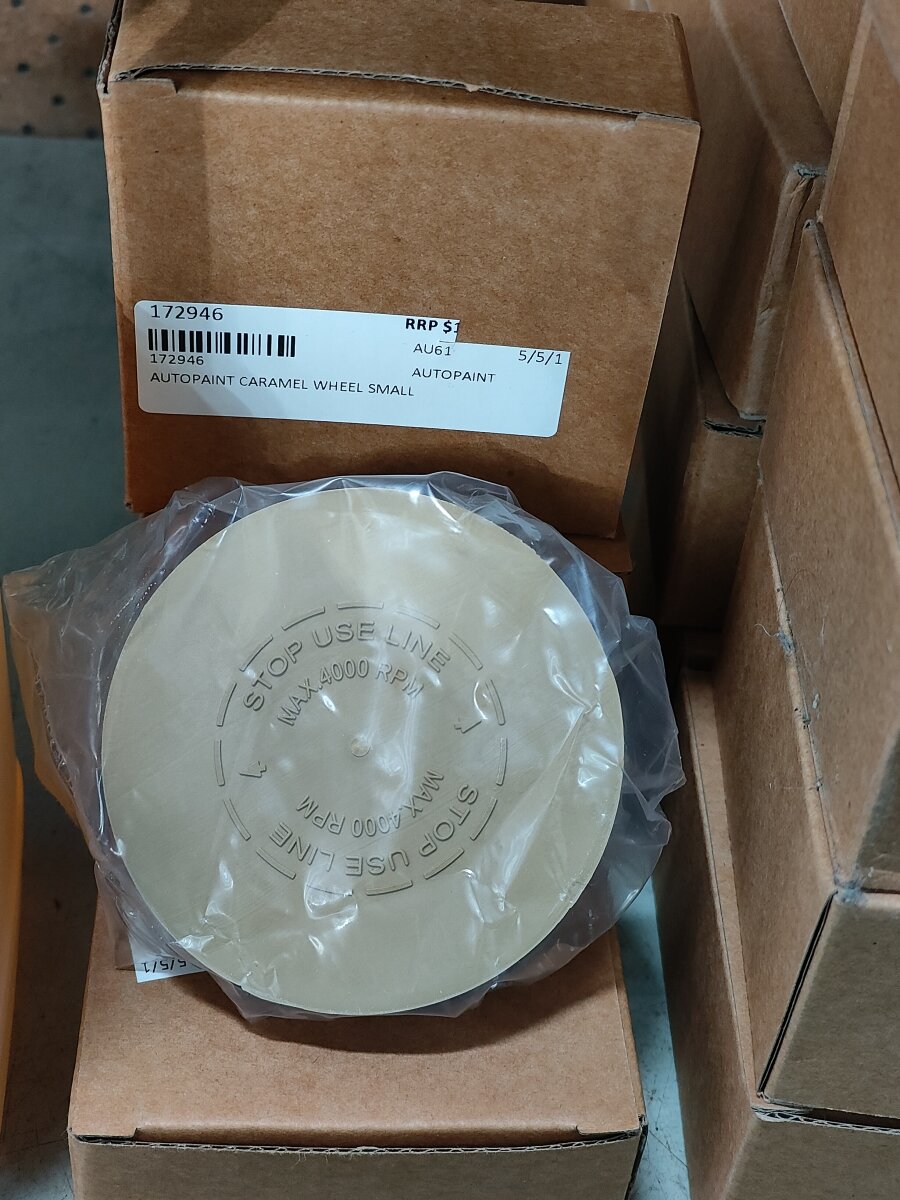 172946
RRP $1
172946
AU61
5/5/1
AUTOPAINT
AUTOPAINT CARAMEL WHEEL SMALL
STOP USE LINE
MAX.4000 RPM
MAX.4000 RPM
STOP USE LINE
5/5/1